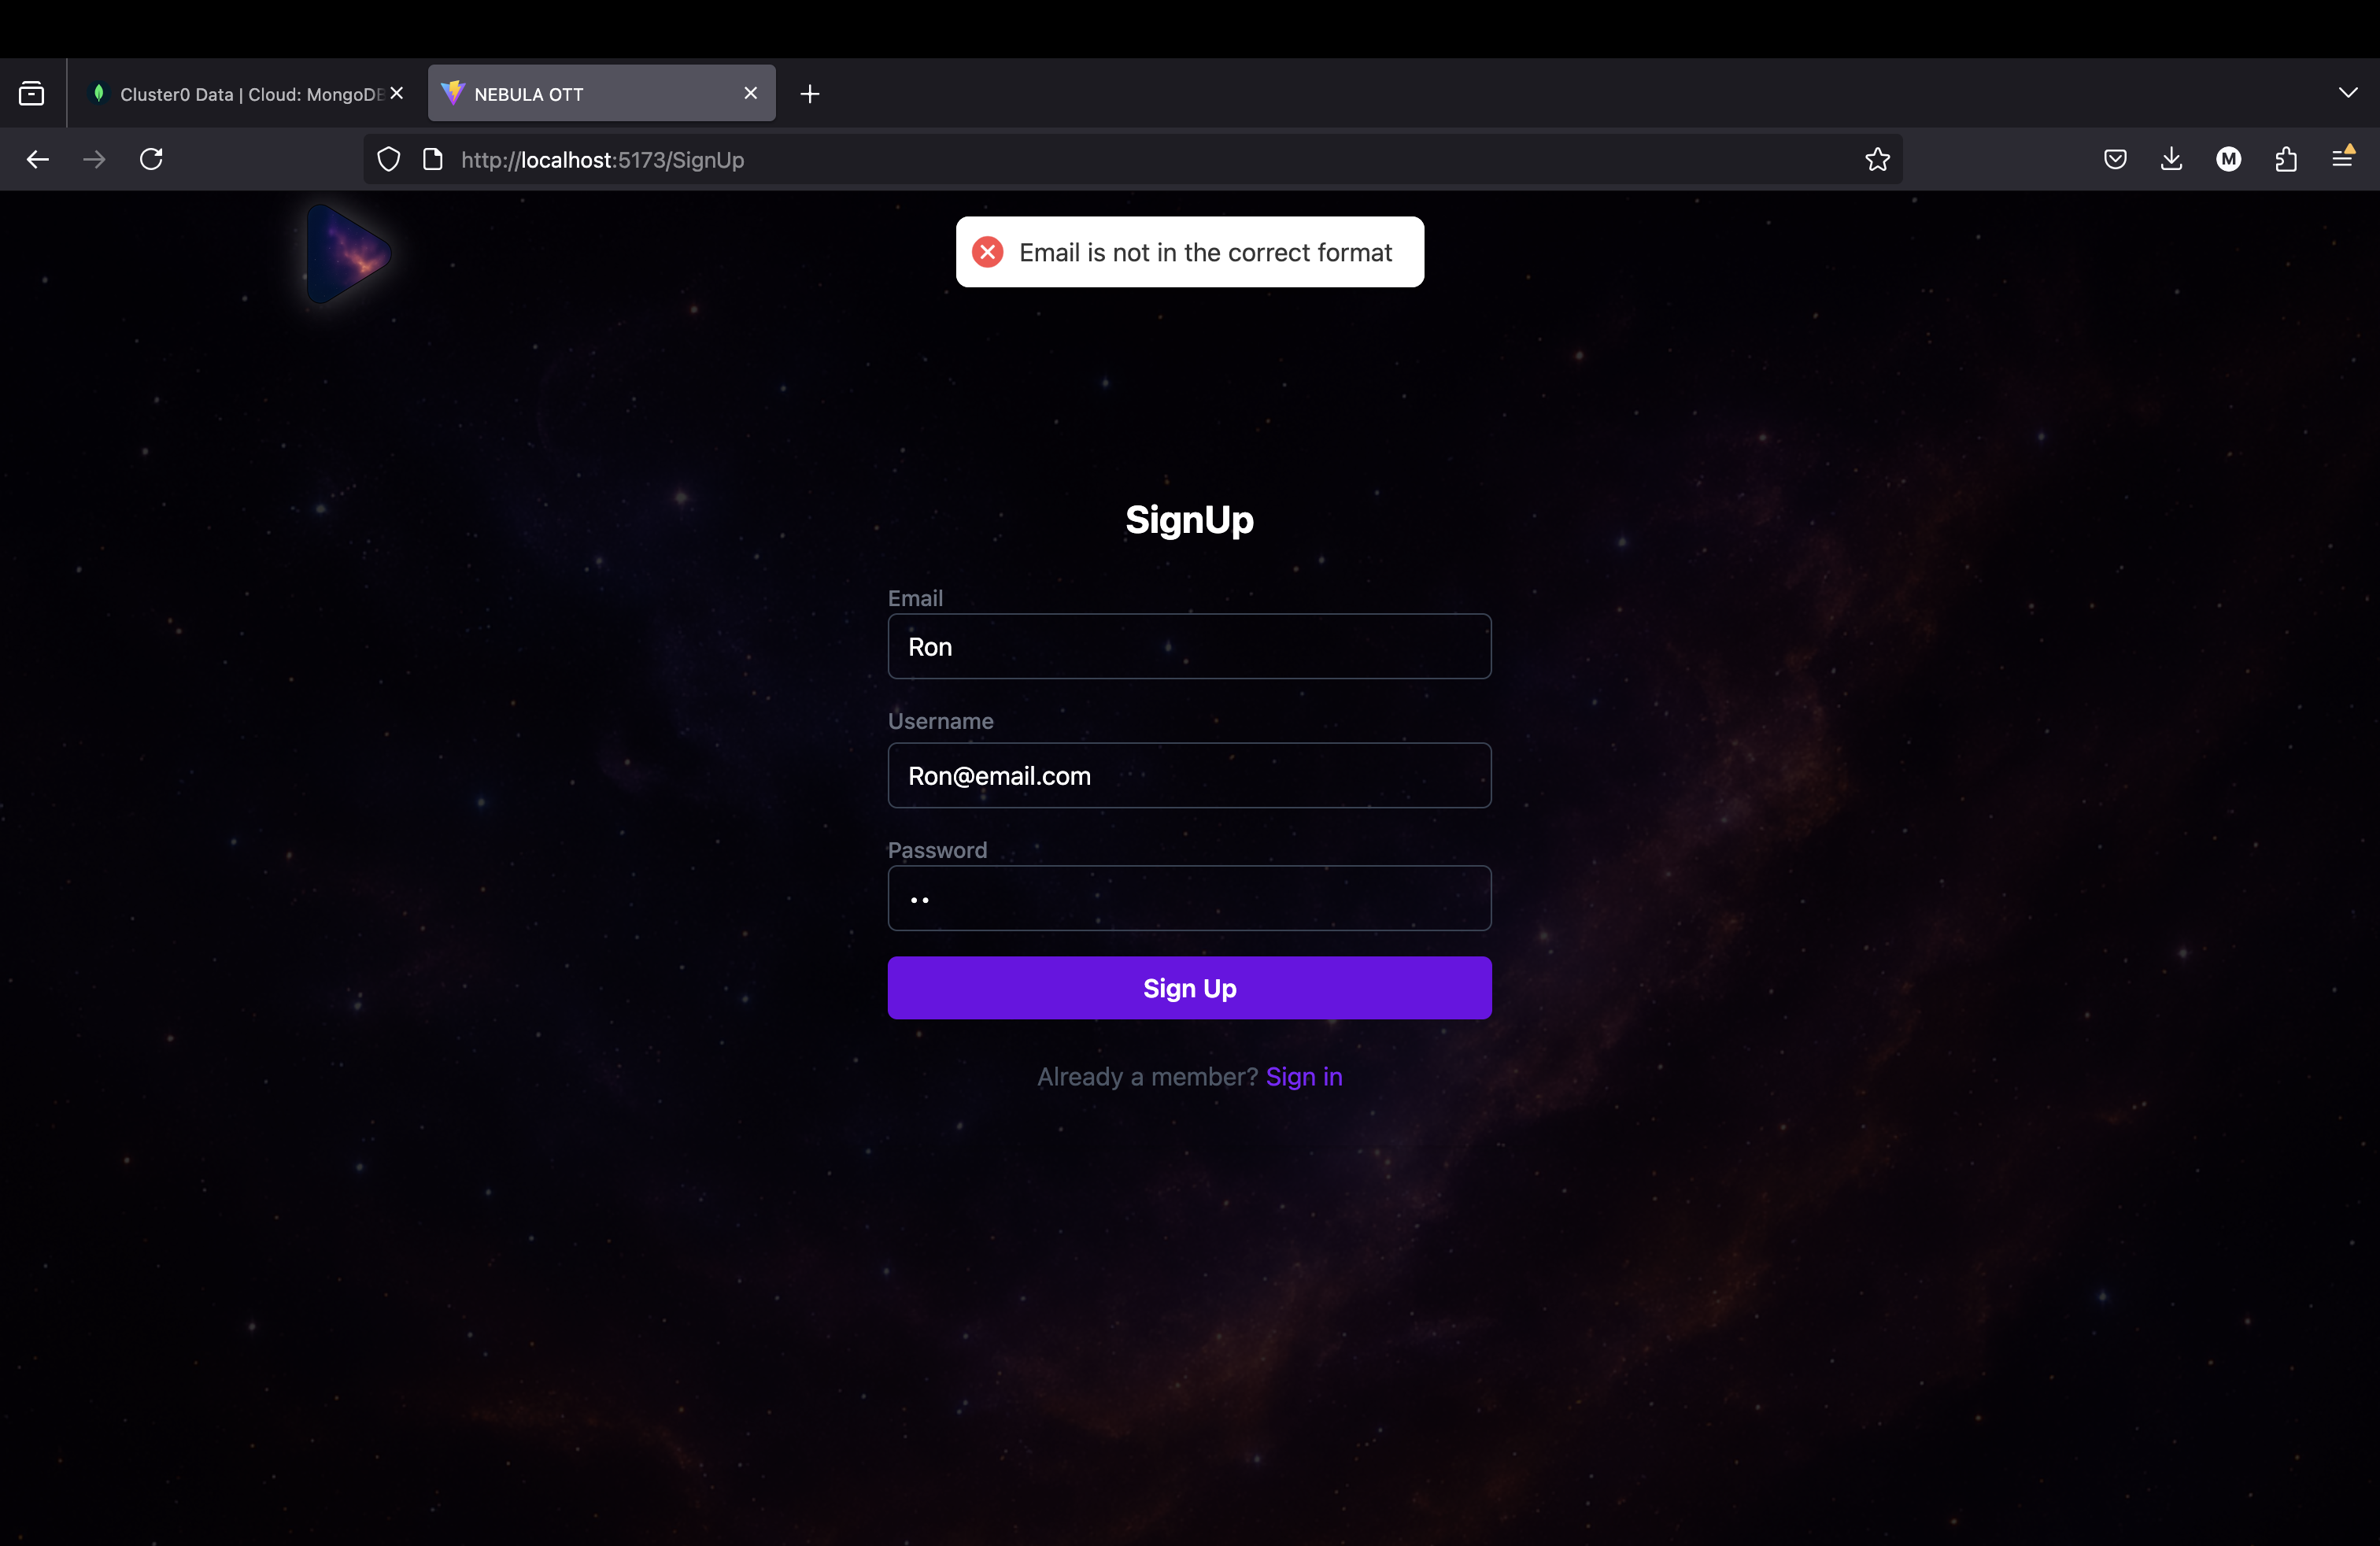 Cluster0 Data | Cloud: MongoDB
NEBULA OTT
http://localhost:5173/SignUp
M
Email is not in the correct format
SignUp
Email
Ron
Username
Ron@email.com
Password
••
Sign Up
Already a member? Sign in